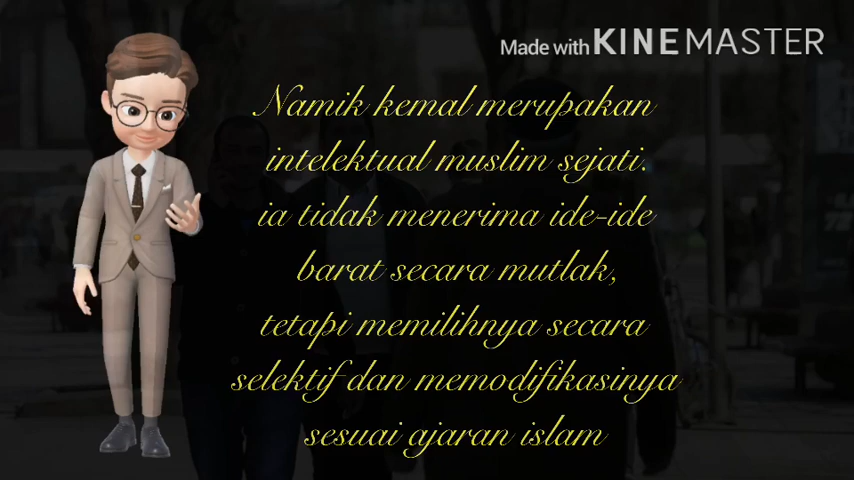 Made with KINEMASTER
Namik kemal merupakan
intelektual muslim sejati.
ia tidak menerima ide-ide
barat secara mutlak,
tetapi memilihnya secara
selektif dan memodifikasinya
sesuai ajaran islam